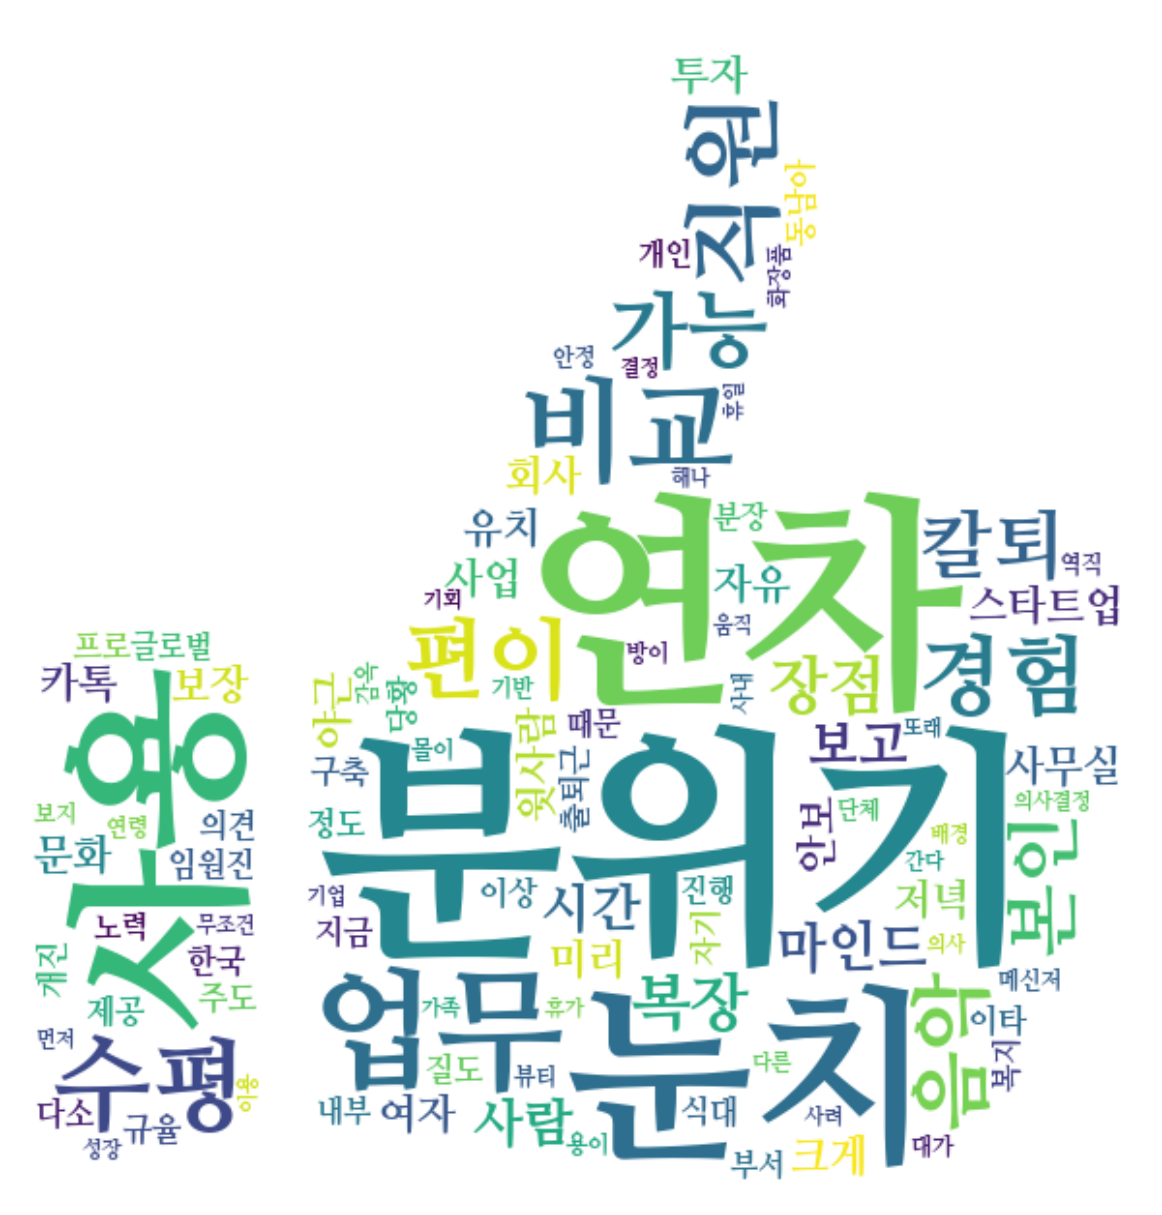 투자
직원
동남아
개인
화장품
가능
안정
결정
비교
휴일
회사
해나
연차
유치
분장
칼퇴
역직
사업
자유
기회
스타트업
움직
편이
방이
장점
경험
프로글로벌
카톡
보장
사용
야근
감옥
당황
기반
사내
윗사람
때문
보고
또래
몰이
분위기
구축
출퇴근
사무실
보지
연령
의견
정도
안보
단체
의사결정
본인
배경
문화
임원진
간다
기업
이상
시간
진행
저녁
노력
무조건
지금
자기
마인드
의사
미리
한국
개진
제공
주도
업무
가족
휴가
복장
눈치
음악
메신저
이타
먼저
수평
질도
뷰티
다른
복지
이용
다소
규율
내부
여자
사람
식대
사려
성장
용이
부서
크게
대가